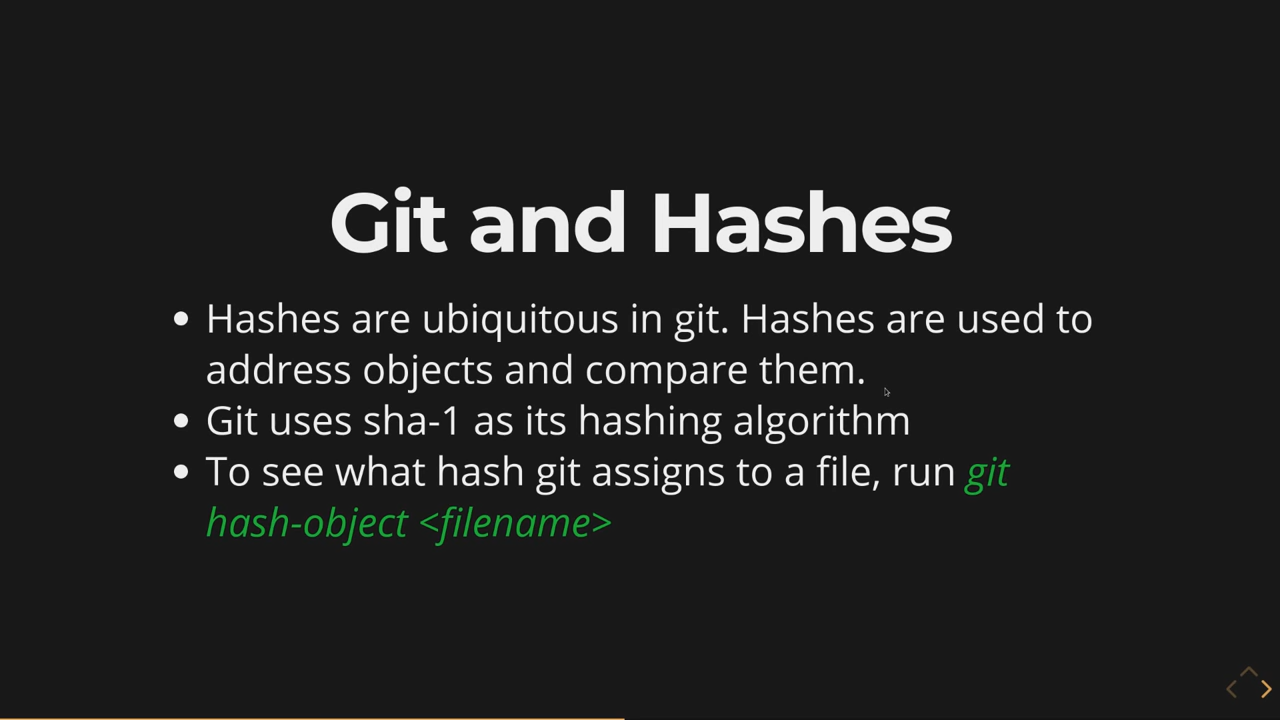 Git and Hashes
• Hashes are ubiquitous in git. Hashes are used to
address objects and compare them.
• Git uses sha-1 as its hashing algorithm
• To see what hash git assigns to a file, run git
hash-object <filename>